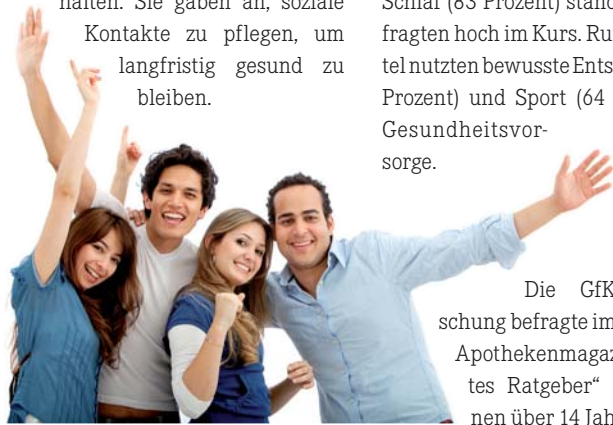 halten. Sie gaben an, soziale
Kontakte zu pflegen, um
langfristig gesund zu
bleiben.
Schlaf (83 Prozent) stand
fragten hoch im Kurs. Ru
tel nutzten bewusste Ents
Prozent) und Sport (64
Gesundheitsvor-
sorge.
Die GfK
schung befragte im
Apothekenmagaz
tes Ratgeber“
nen über 14 Jah